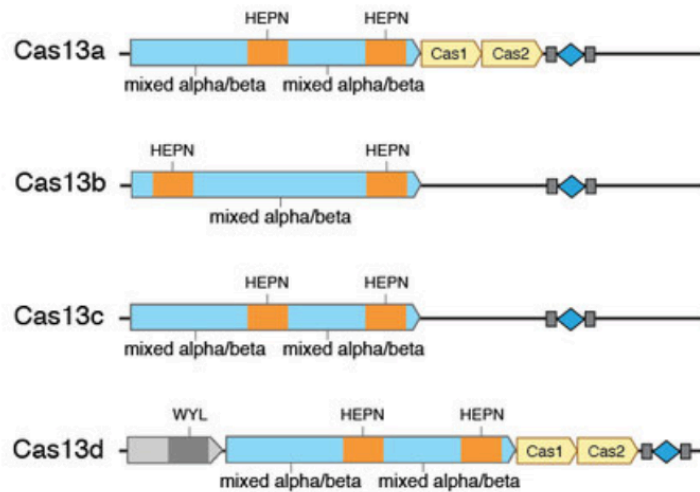 HEPN HEPN
Cas13a Cas1 Cas2
mixed alpha/beta mixed alpha/beta
HEPN HEPN
Cas13b
mixed alpha/beta
HEPN HEPN
Cas13c
mixed alpha/beta mixed alpha/beta
WYL HEPN HEPN
Cas13d Cas1 Cas2
mixed alpha/beta mixed alpha/beta